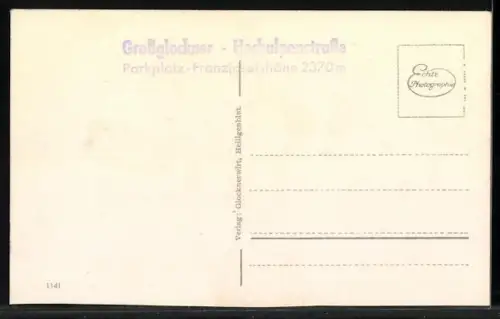 Großglockner - Hochalpenstraße
Parkplatz-Franz Josefshöhe 2370 m
Echte
Photographie
Verlag: Glocknerwirt, Heiligenblut.
1141